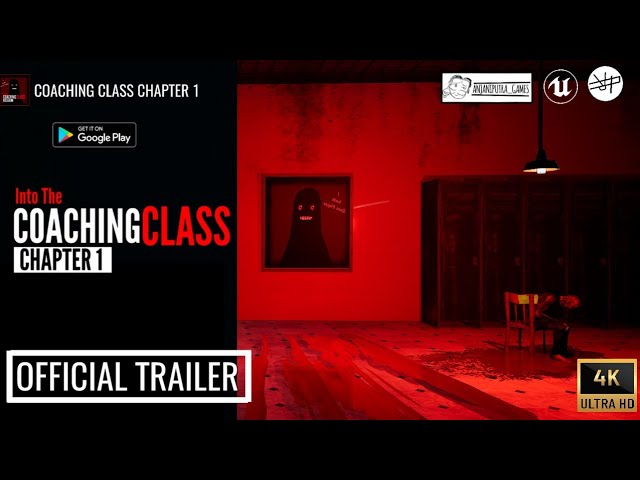 COACHING CLASS CHAPTER 1
GET IT ON
Google Play
Into The
COACHINGCLASS
CHAPTER 1
OFFICIAL TRAILER
ANJANIPUTRA_GAMES
4K
ULTRA HD